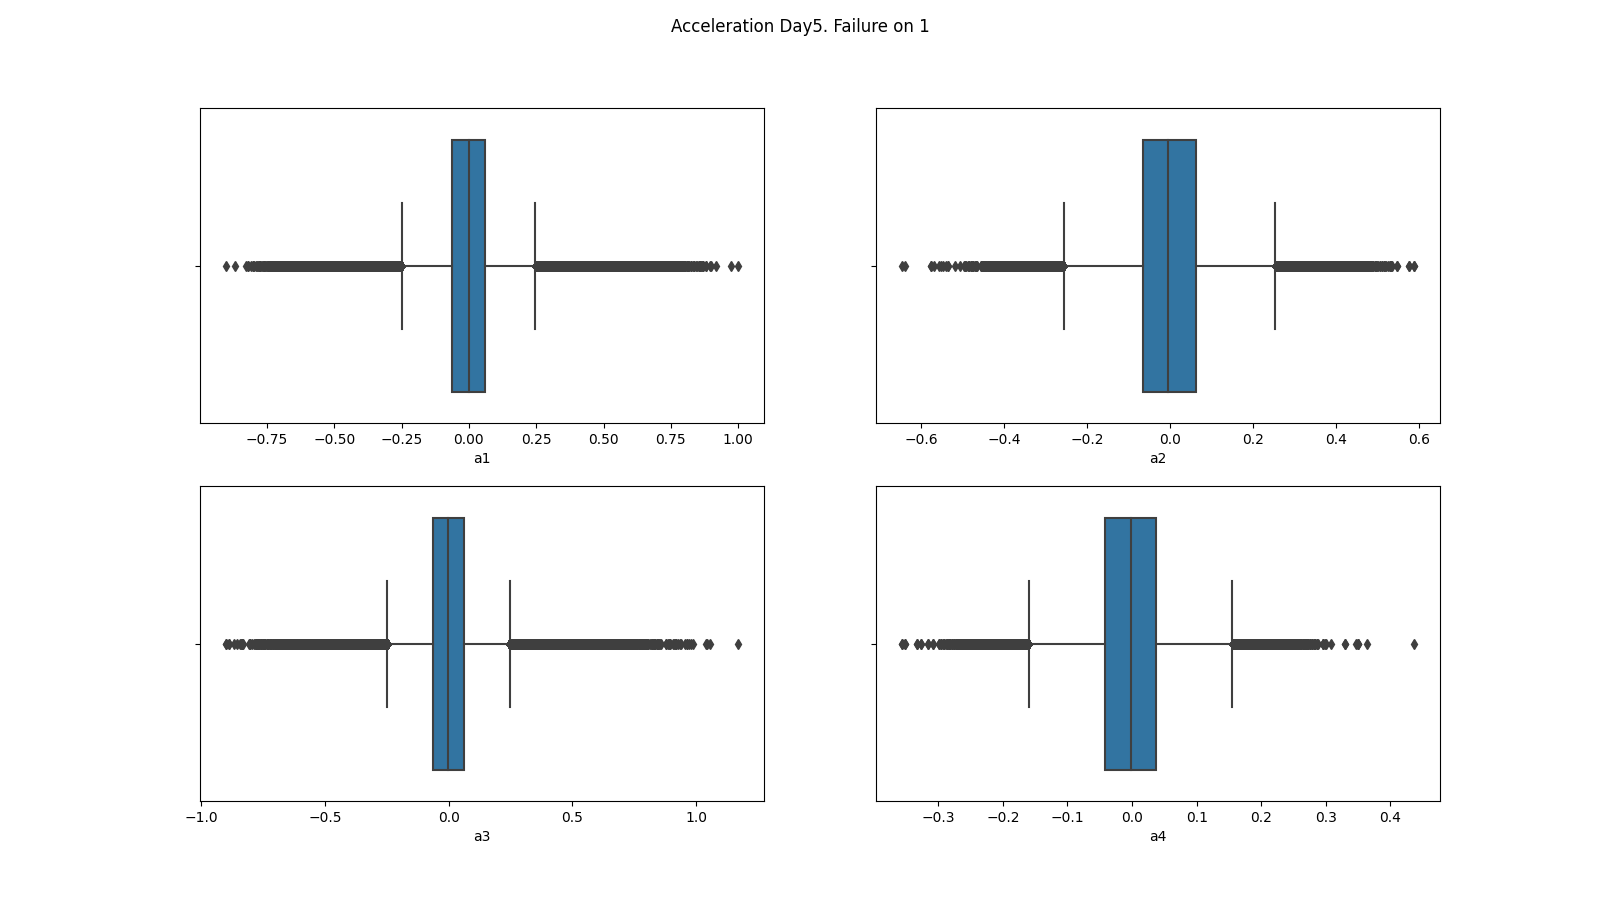 Acceleration Day5. Failure on 1
−0.75 −0.50 −0.25 0.00 0.25 0.50 0.75 1.00
a1
−0.6 −0.4 −0.2 0.0 0.2 0.4 0.6
a2
−1.0 −0.5 0.0 0.5 1.0
a3
−0.3 −0.2 −0.1 0.0 0.1 0.2 0.3 0.4
a4